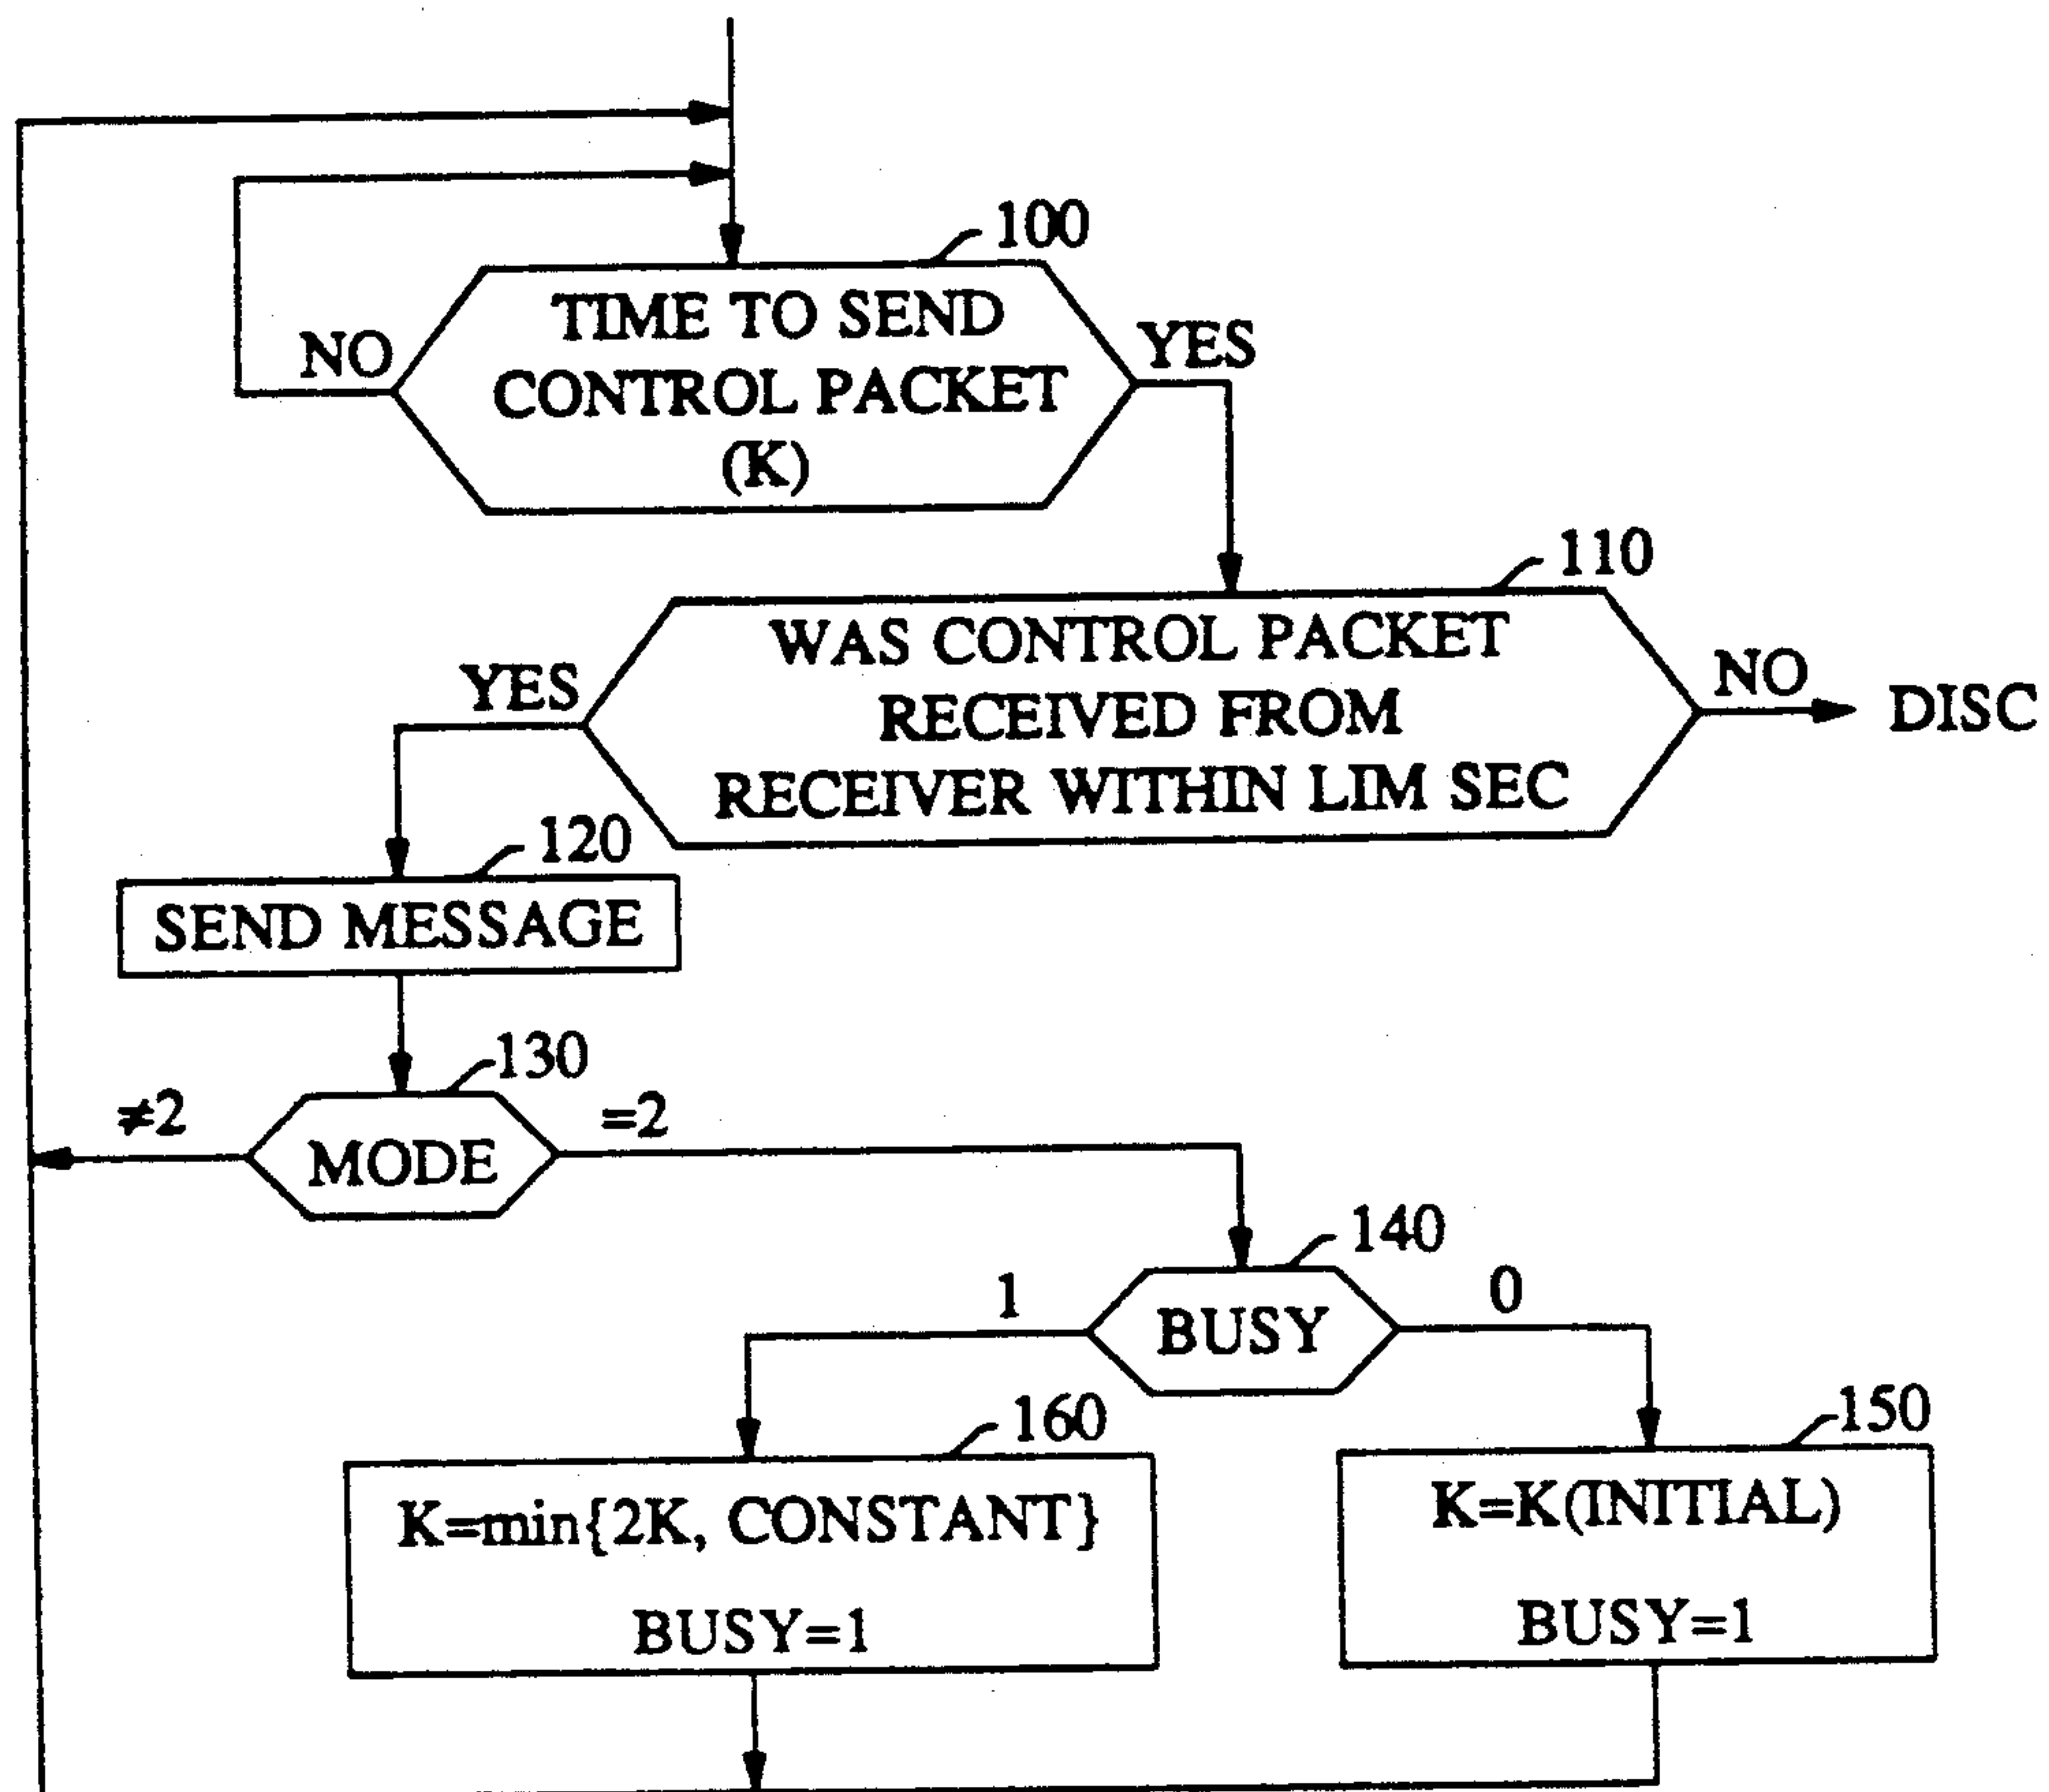 100
TIME TO SEND
CONTROL PACKET
(K)
NO
YES
110
WAS CONTROL PACKET
RECEIVED FROM
RECEIVER WITHIN LIM SEC
YES
NO
DISC
120
SEND MESSAGE
130
≠2
MODE
=2
140
1
BUSY
0
160
K=min{2K, CONSTANT}
BUSY=1
150
K=K(INITIAL)
BUSY=1